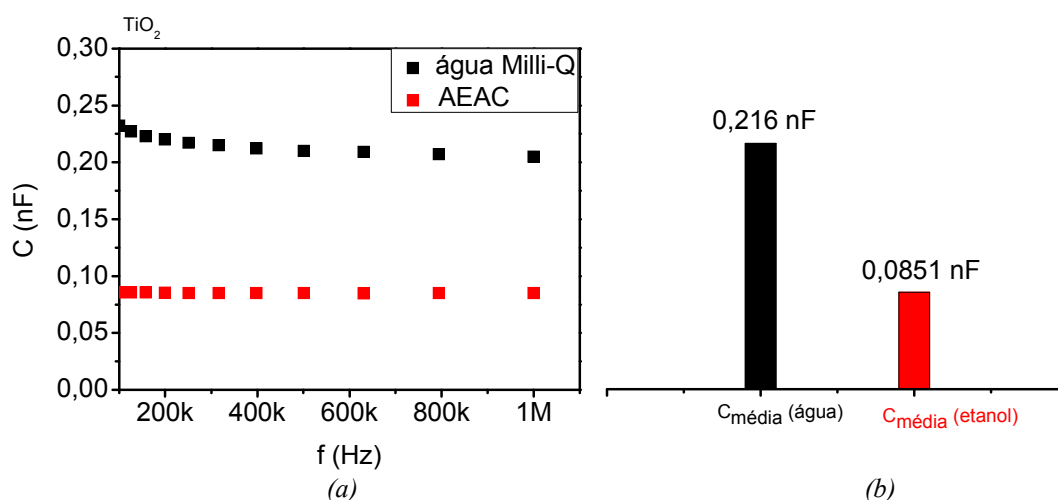 TiO2
0,30
0,25
0,20
0,15
0,10
0,05
0,00
C (nF)
água Milli-Q
AEAC
200k 400k 600k 800k 1M
f (Hz)
(a)
0,216 nF
0,0851 nF
Cmédia (água)
Cmédia (etanol)
(b)